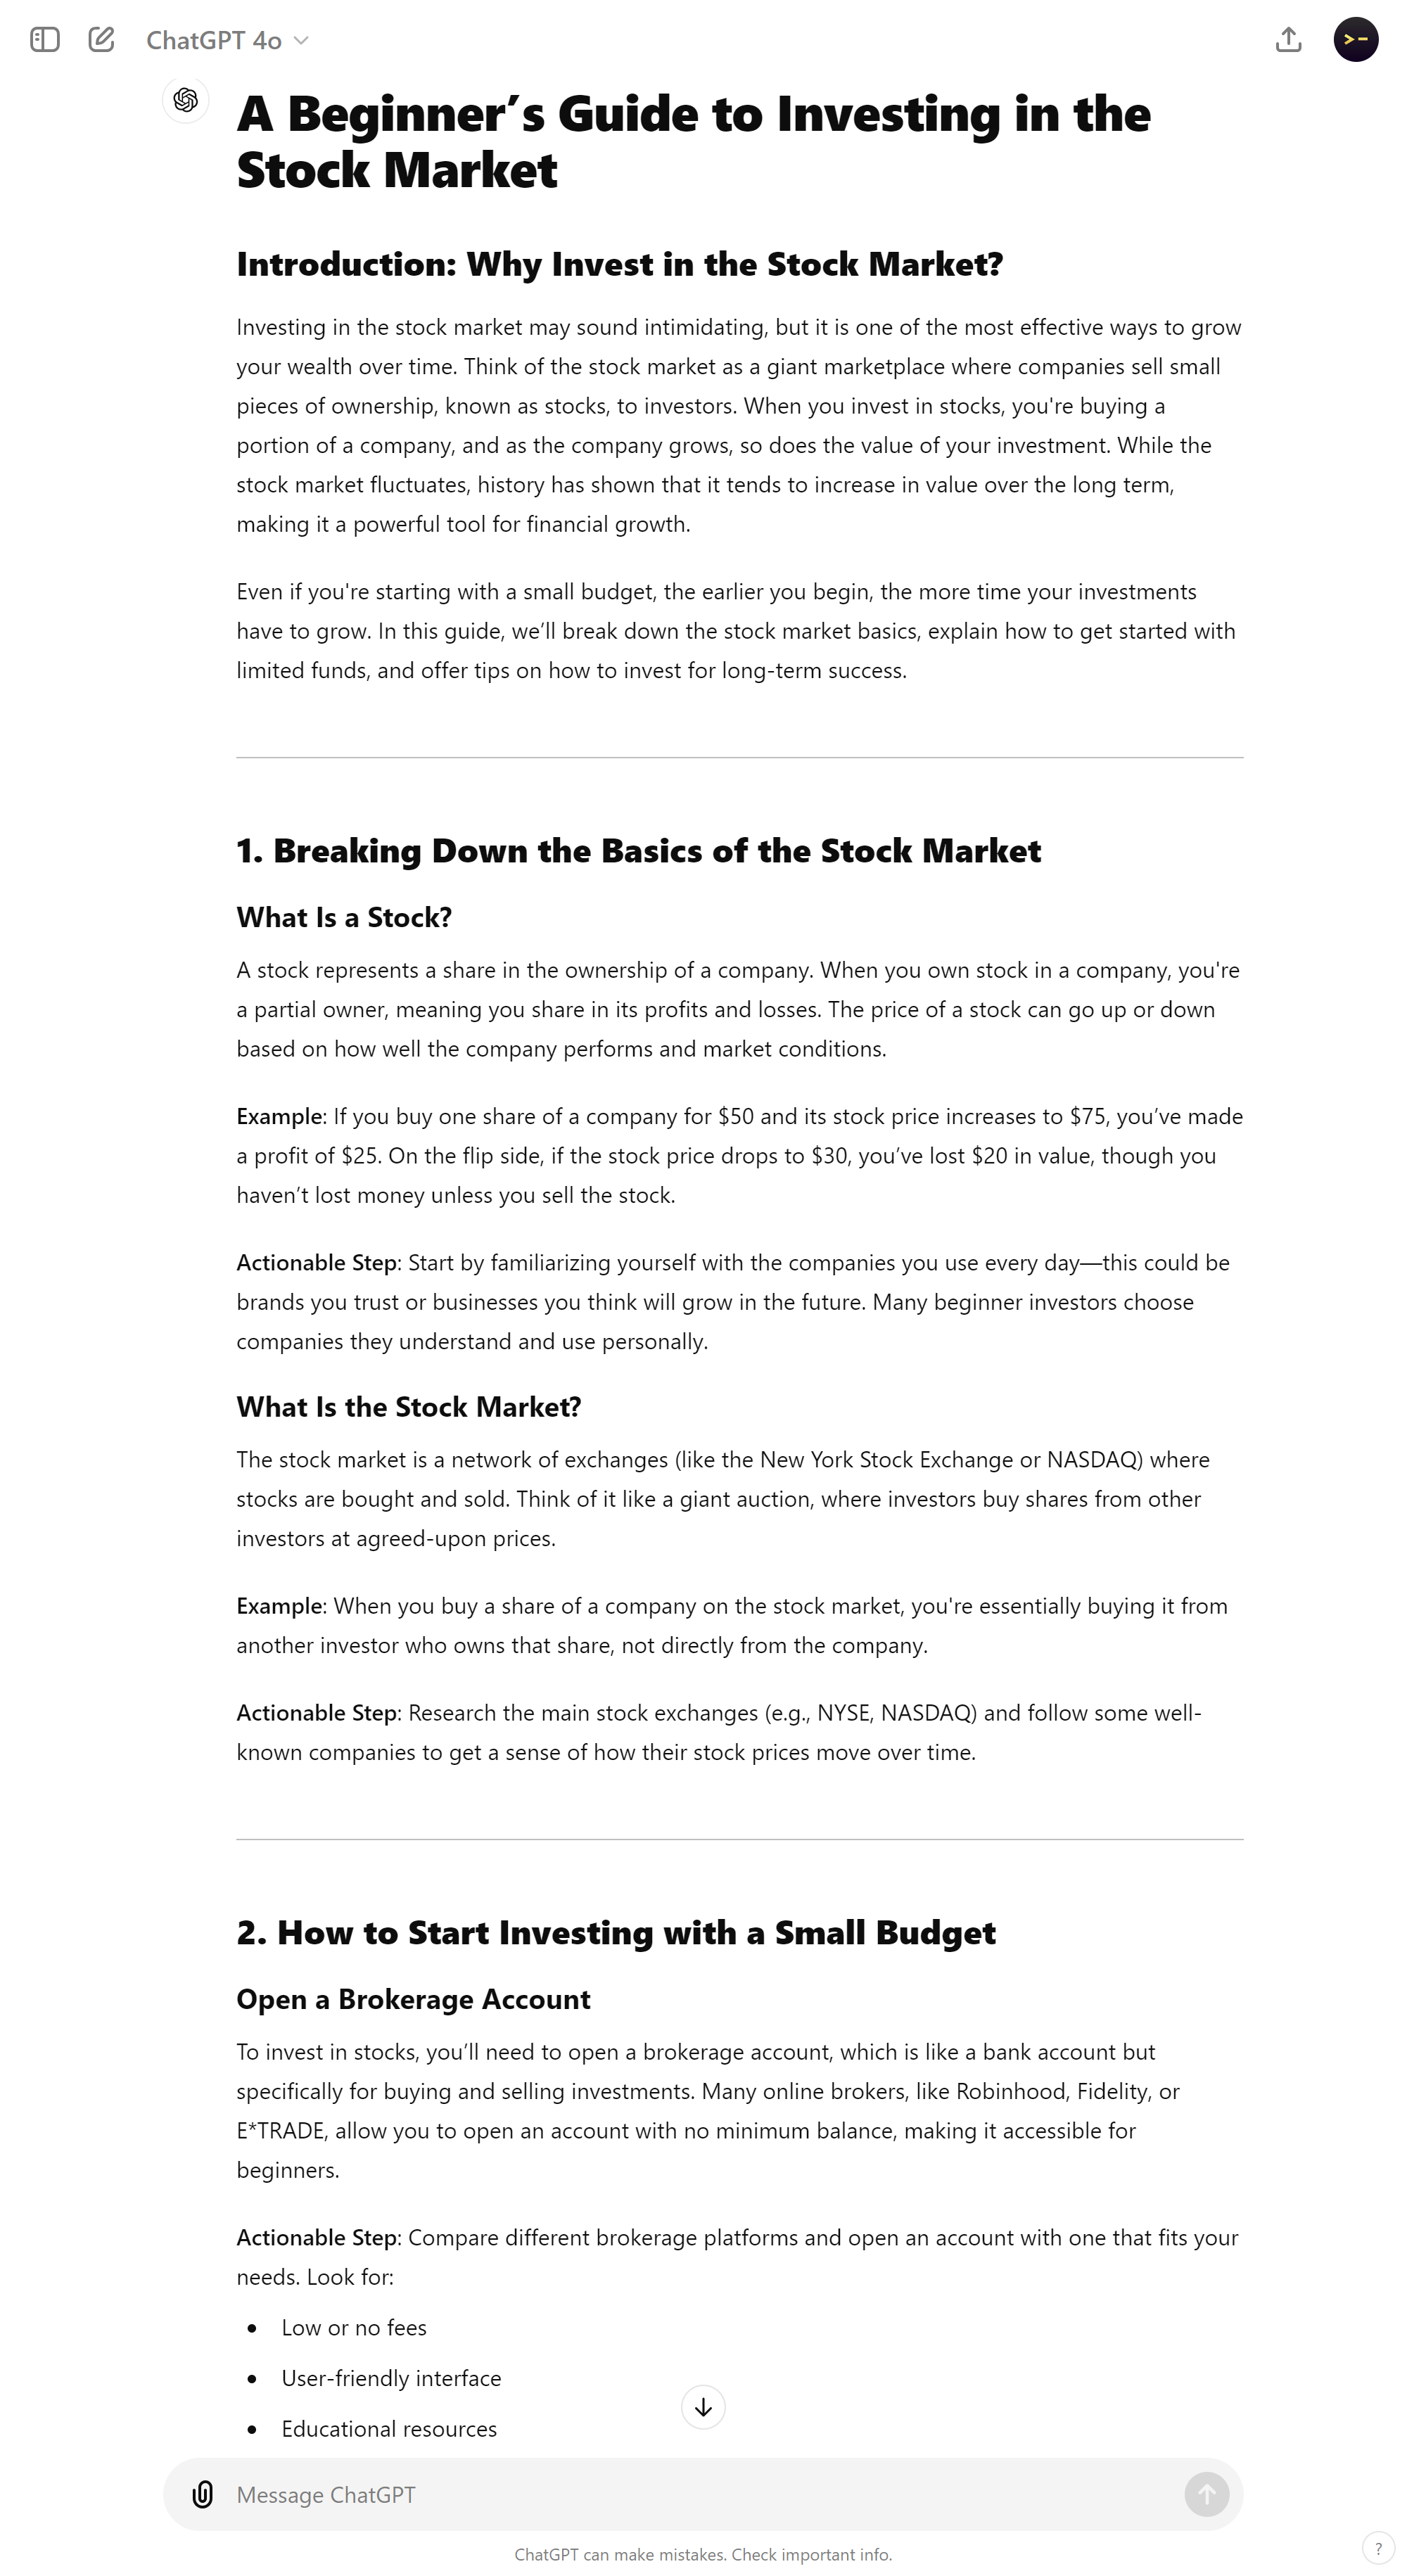 ChatGPT 4o
A Beginner's Guide to Investing in the
Stock Market
Introduction: Why Invest in the Stock Market?
Investing in the stock market may sound intimidating, but it is one of the most effective ways to grow
your wealth over time. Think of the stock market as a giant marketplace where companies sell small
pieces of ownership, known as stocks, to investors. When you invest in stocks, you're buying a
portion of a company, and as the company grows, so does the value of your investment. While the
stock market fluctuates, history has shown that it tends to increase in value over the long term,
making it a powerful tool for financial growth.
Even if you're starting with a small budget, the earlier you begin, the more time your investments
have to grow. In this guide, we’ll break down the stock market basics, explain how to get started with
limited funds, and offer tips on how to invest for long-term success.
1. Breaking Down the Basics of the Stock Market
What Is a Stock?
A stock represents a share in the ownership of a company. When you own stock in a company, you're
a partial owner, meaning you share in its profits and losses. The price of a stock can go up or down
based on how well the company performs and market conditions.
Example: If you buy one share of a company for $50 and its stock price increases to $75, you’ve made
a profit of $25. On the flip side, if the stock price drops to $30, you’ve lost $20 in value, though you
haven’t lost money unless you sell the stock.
Actionable Step: Start by familiarizing yourself with the companies you use every day—this could be
brands you trust or businesses you think will grow in the future. Many beginner investors choose
companies they understand and use personally.
What Is the Stock Market?
The stock market is a network of exchanges (like the New York Stock Exchange or NASDAQ) where
stocks are bought and sold. Think of it like a giant auction, where investors buy shares from other
investors at agreed-upon prices.
Example: When you buy a share of a company on the stock market, you're essentially buying it from
another investor who owns that share, not directly from the company.
Actionable Step: Research the main stock exchanges (e.g., NYSE, NASDAQ) and follow some well-
known companies to get a sense of how their stock prices move over time.
2. How to Start Investing with a Small Budget
Open a Brokerage Account
To invest in stocks, you’ll need to open a brokerage account, which is like a bank account but
specifically for buying and selling investments. Many online brokers, like Robinhood, Fidelity, or
E*TRADE, allow you to open an account with no minimum balance, making it accessible for
beginners.
Actionable Step: Compare different brokerage platforms and open an account with one that fits your
needs. Look for:
Low or no fees
User-friendly interface
Educational resources
Message ChatGPT
ChatGPT can make mistakes. Check important info.
?